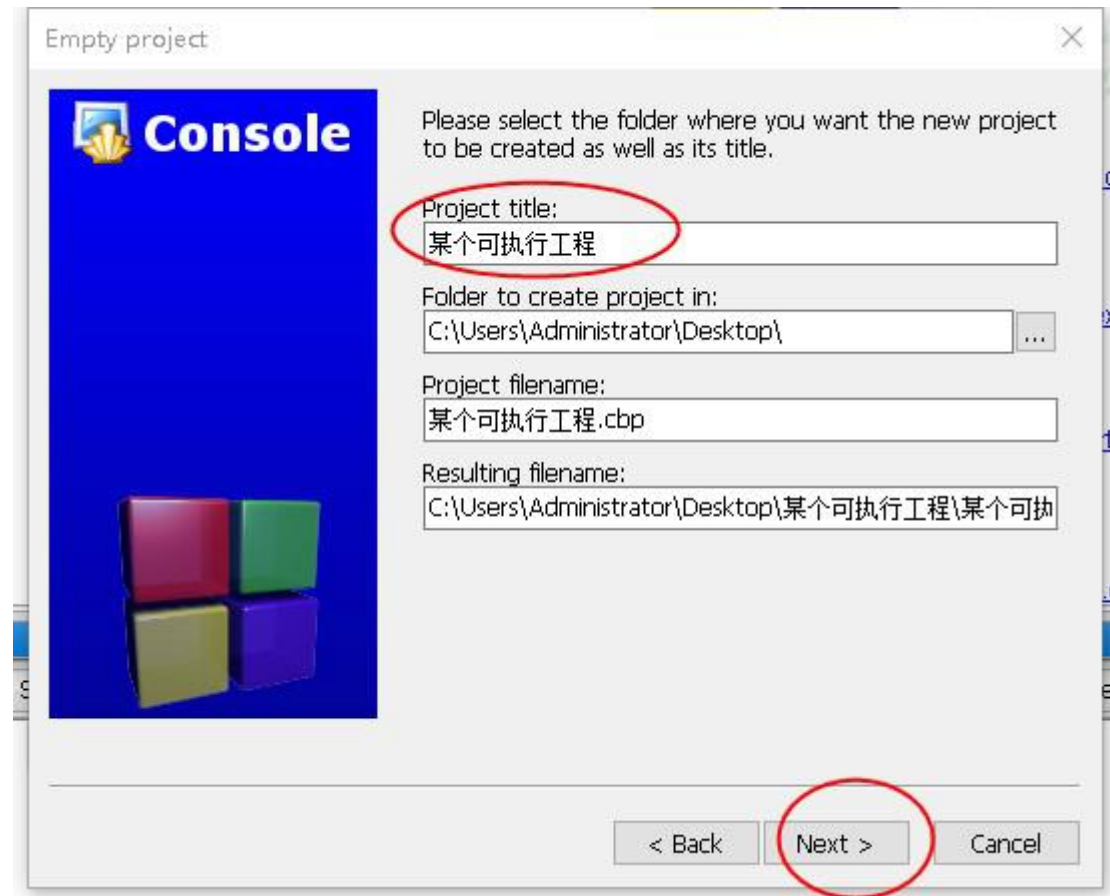 Empty project
Console
Please select the folder where you want the new project
to be created as well as its title.
Project title:
某个可执行工程
Folder to create project in:
C:\Users\Administrator\Desktop\
...
Project filename:
某个可执行工程.cbp
Resulting filename:
C:\Users\Administrator\Desktop\某个可执行工程\某个可执
< Back
Next >
Cancel